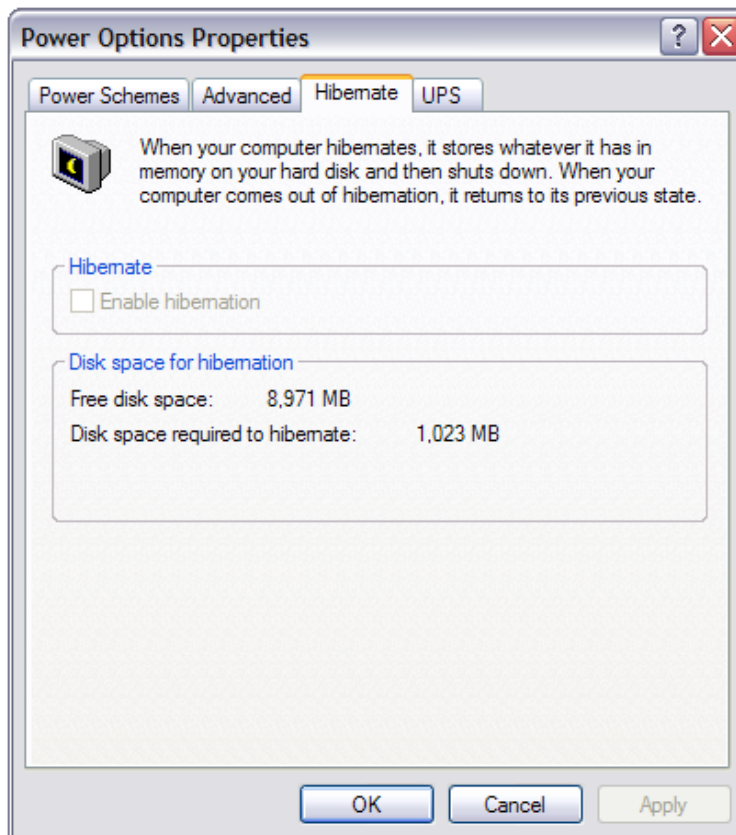 Power Options Properties
Power Schemes
Advanced
Hibernate
UPS
When your computer hibernates, it stores whatever it has in
memory on your hard disk and then shuts down. When your
computer comes out of hibernation, it returns to its previous state.
Hibernate
Enable hibernation
Disk space for hibernation
Free disk space: 8,971 MB
Disk space required to hibernate: 1,023 MB
OK
Cancel
Apply